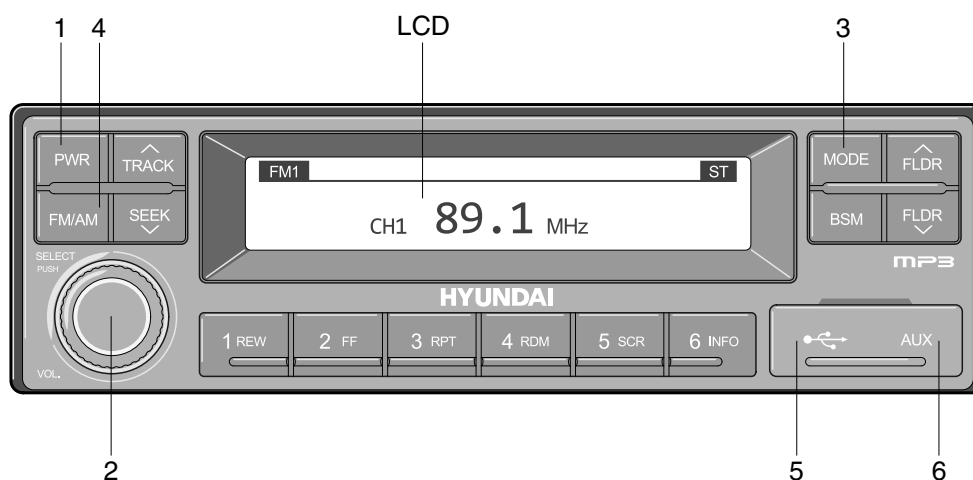 1 4 LCD 3
PWR TRACK MODE FLDR
FM1 ST
FM/AM SEEK BSM FLDR
CH1 89.1 MHz
SELECT
PUSH
MP3
HYUNDAI
1 REW 2 FF 3 RPT 4 RDM 5 SCR 6 INFO AUX
VOL.
2 5 6